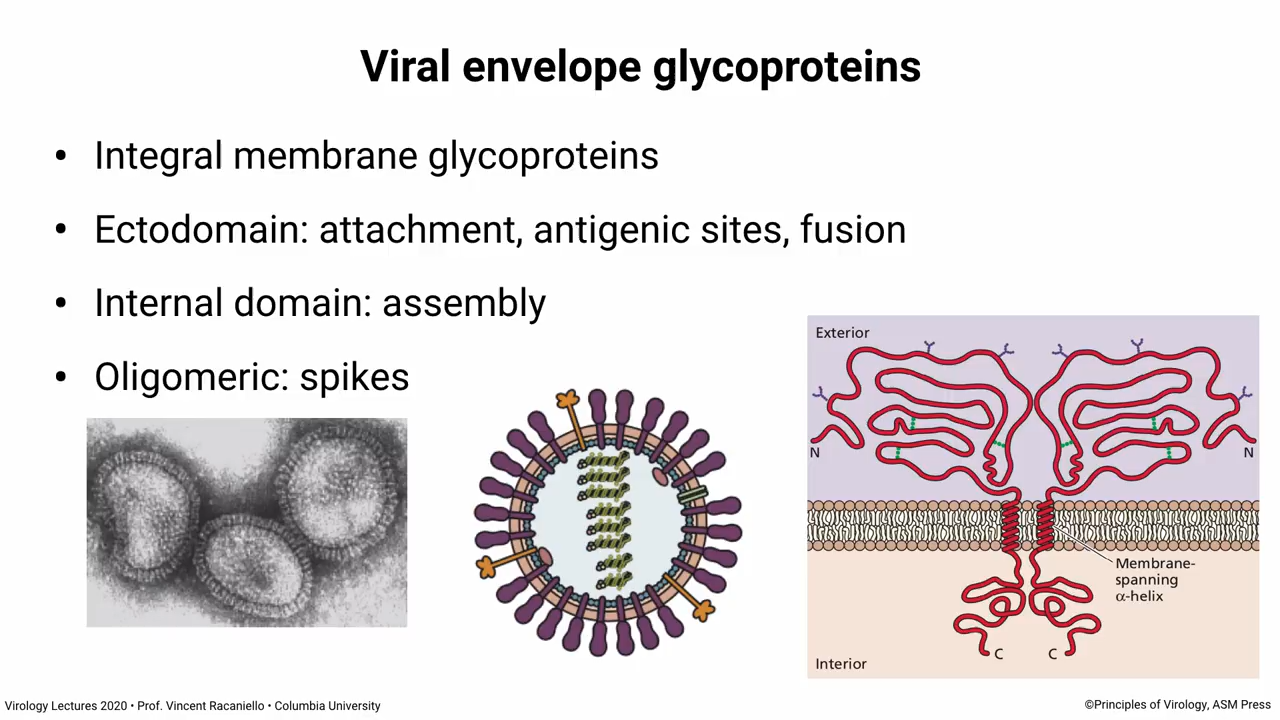 Viral envelope glycoproteins
• Integral membrane glycoproteins
• Ectodomain: attachment, antigenic sites, fusion
• Internal domain: assembly
• Oligomeric: spikes
Exterior
N
N
Membrane-
spanning
α-helix
C
C
Interior
Virology Lectures 2020 • Prof. Vincent Racaniello • Columbia University
©Principles of Virology, ASM Press